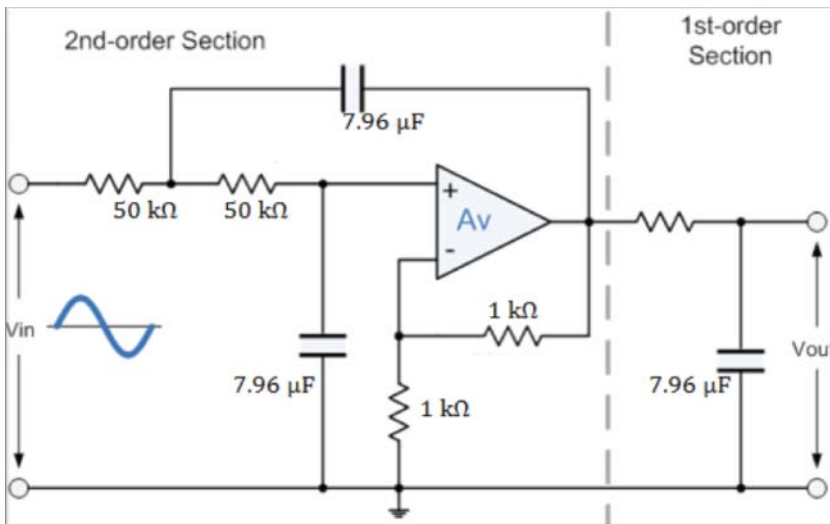 2nd-order Section
1st-order
Section
7.96 μF
50 kΩ
50 kΩ
+
Av
-
1 kΩ
Vin
7.96 μF
1 kΩ
7.96 μF
Vou